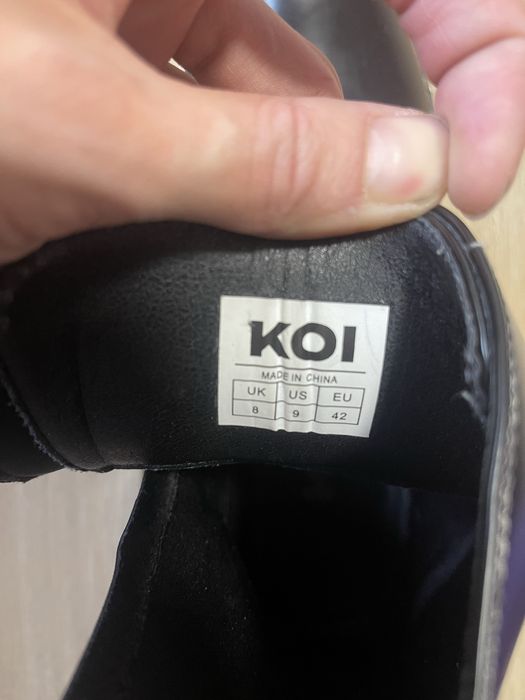 KOI
MADE IN CHINA
UK US EU
8 9 42